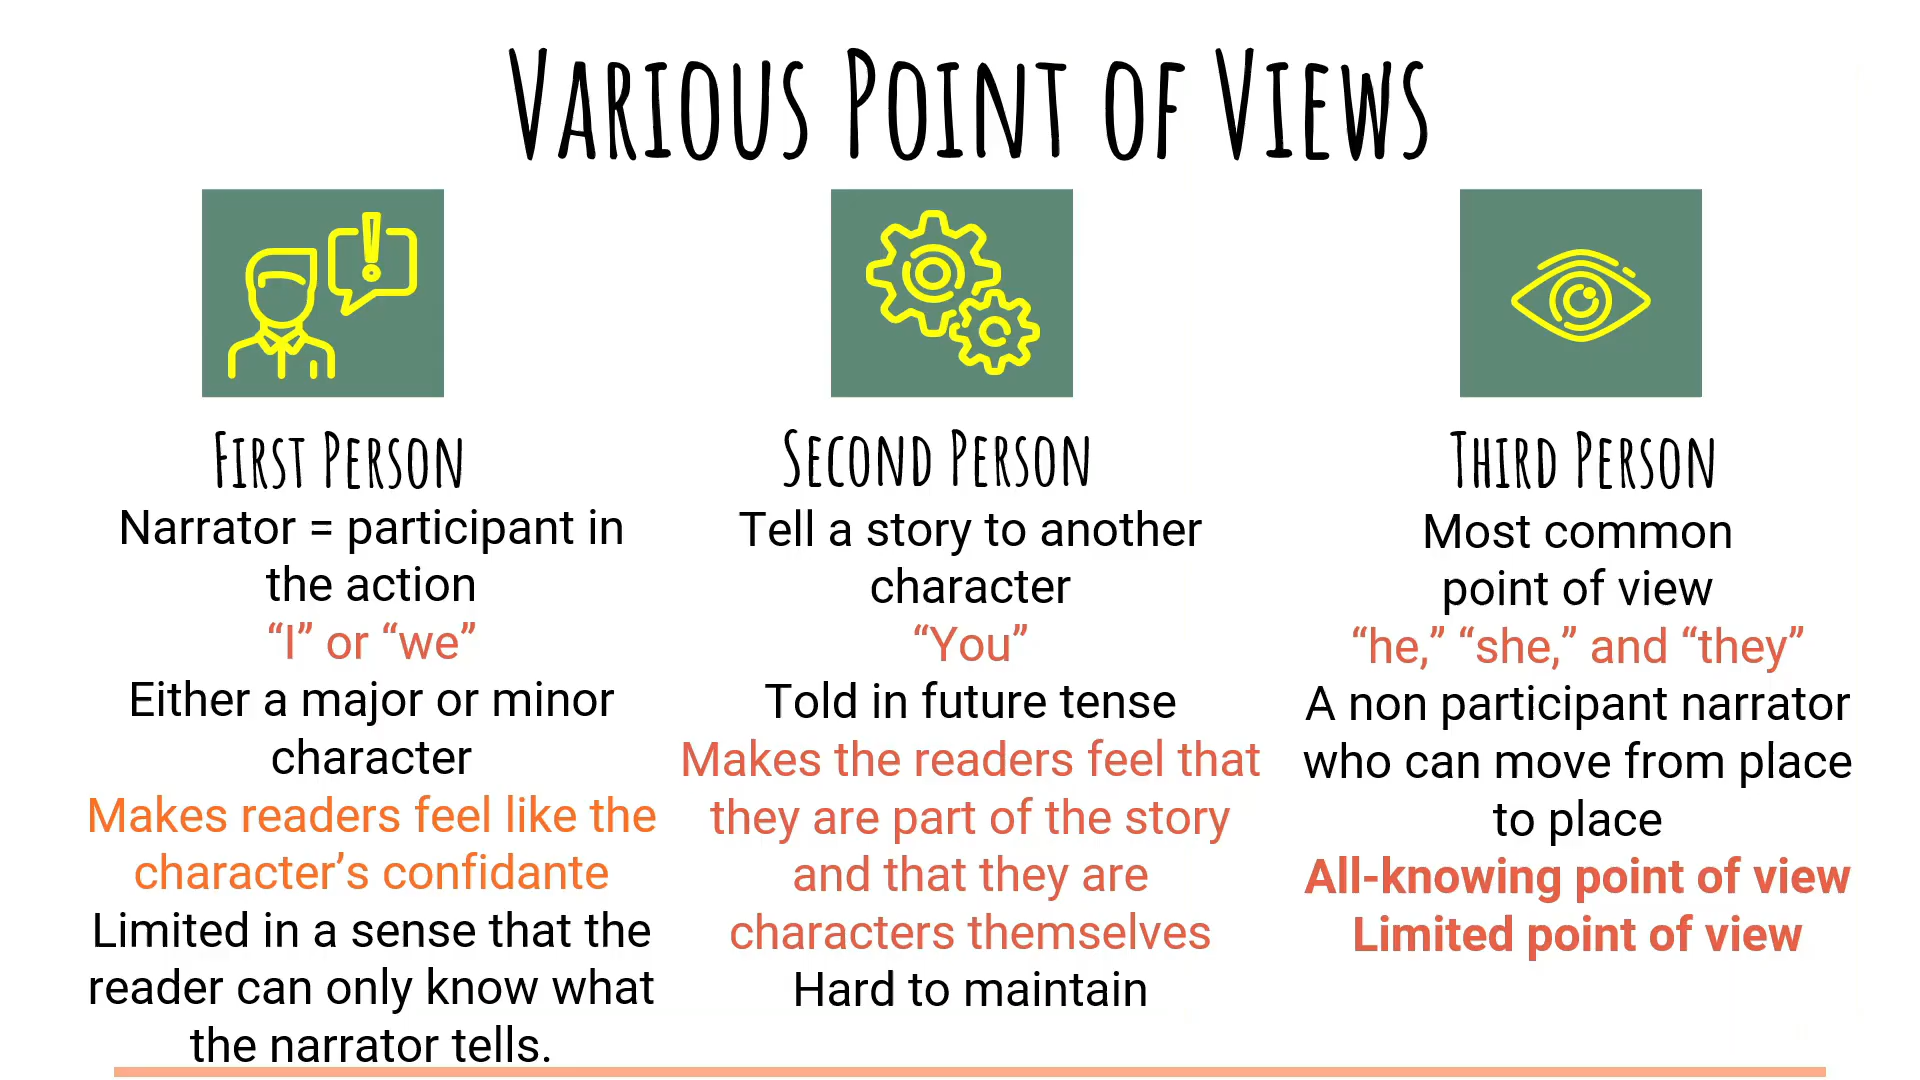 VARIOUS POINT OF VIEWS
FIRST PERSON
Narrator = participant in
the action
“I” or “we”
Either a major or minor
character
Makes readers feel like the
character’s confidante
Limited in a sense that the
reader can only know what
the narrator tells.
SECOND PERSON
Tell a story to another
character
“You”
Told in future tense
Makes the readers feel that
they are part of the story
and that they are
characters themselves
Hard to maintain
THIRD PERSON
Most common
point of view
“he,” “she,” and “they”
A non participant narrator
who can move from place
to place
All-knowing point of view
Limited point of view